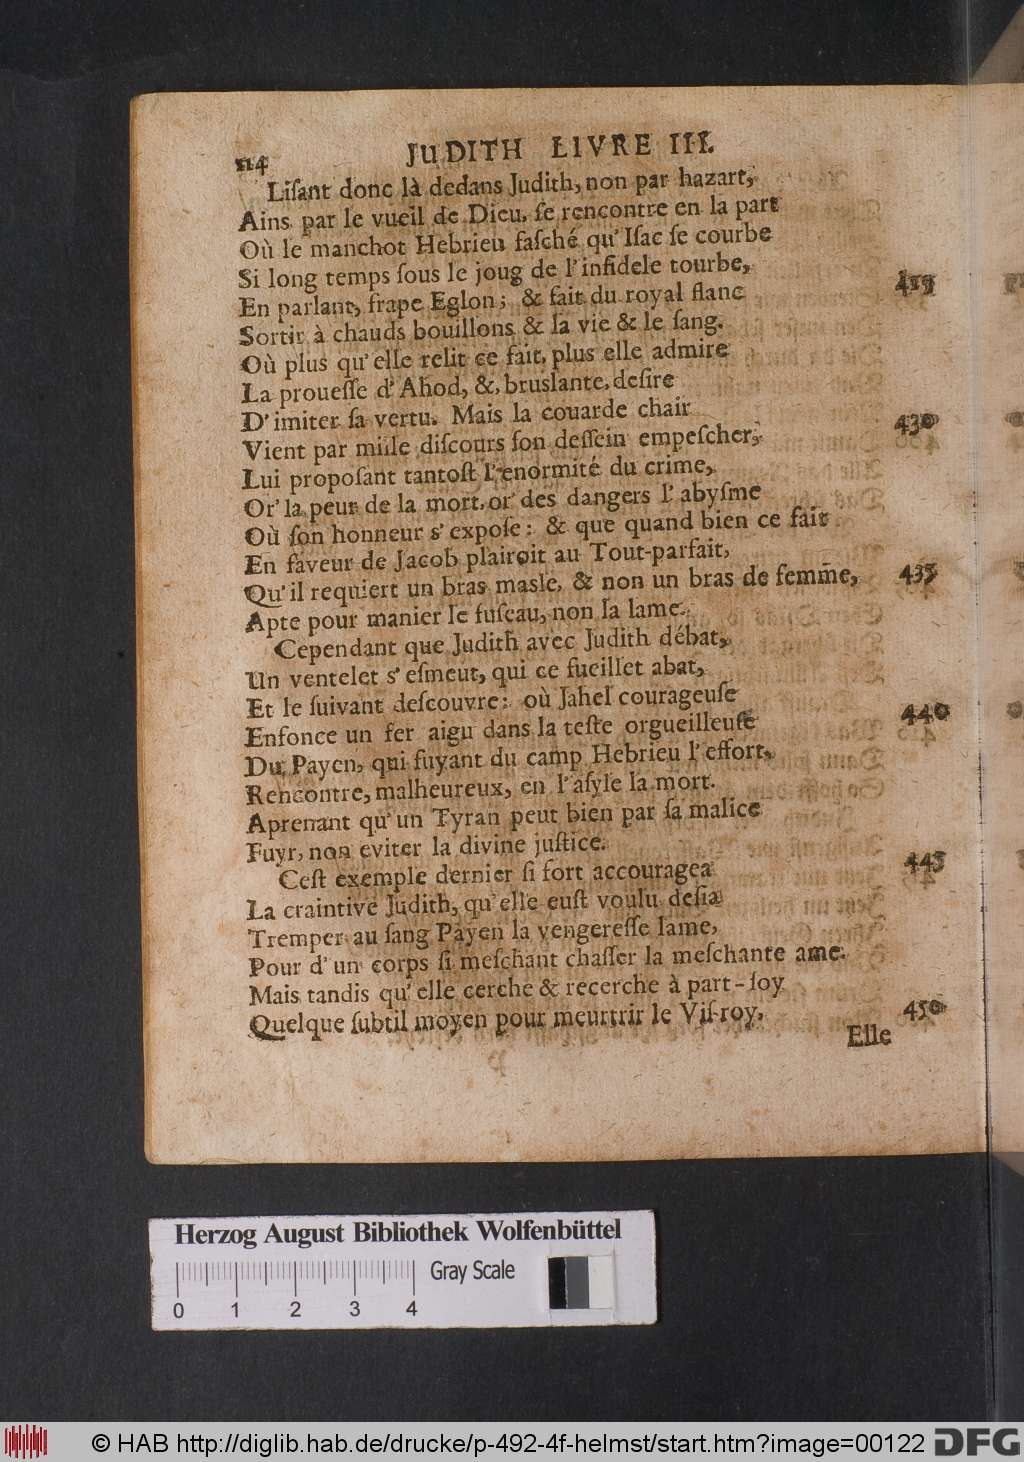 114 JUDITH LIVRE III.
Liſant donc là dedans Judith, non par hazart,
Ains par le vueil de Dieu, ſe rencontre en la part
Où le manchot Hebrieu faſché qu'Iſac ſe courbe
Si long temps ſous le joug de l'infidele tourbe,
En parlant, frape Eglon; & fait du royal flanc 425
Sortir à chauds bouillons & la vie & le ſang.
Où plus qu'elle relit ce fait, plus elle admire
La proueſſe d'Ahod, &, bruslante, deſire
D'imiter ſa vertu. Mais la couarde chair
Vient par mille diſcours ſon deſſein empeſcher, 430
Lui propoſant tantoſt l'enormité du crime,
Or' la peur de la mort, or' des dangers l'abyſme
Où ſon honneur s'expoſe: & que quand bien ce fait
En faveur de Jacob plairoit au Tout-parfait,
Qu'il requiert un bras masle, & non un bras de femme, 435
Apte pour manier le fuſeau, non la lame.
Cependant que Judith avec Judith débat,
Un ventelet s'eſmeut, qui ce fueillet abat,
Et le ſuivant deſcouvre: où Jahel courageuſe
Enfonce un fer aigu dans la teſte orgueilleuſe 440
Du Payen, qui fuyant du camp Hebrieu l'effort,
Rencontre, malheureux, en l'aſyle la mort.
Aprenant qu'un Tyran peut bien par ſa malice
Fuyr, non eviter la divine juſtice.
Ceſt exemple dernier ſi fort accouragea 445
La craintive Judith, qu'elle euſt voulu deſia
Tremper au ſang Payen la vengereſſe lame,
Pour d'un corps ſi meſchant chaſſer la meſchante ame.
Mais tandis qu'elle cerche & recerche à part-ſoy
Quelque ſubtil moyen pour meurtrir le Viſ-roy, 450
Elle
Herzog August Bibliothek Wolfenbüttel
Gray Scale
0 1 2 3 4
© HAB http://diglib.hab.de/drucke/p-492-4f-helmst/start.htm?image=00122 DFG